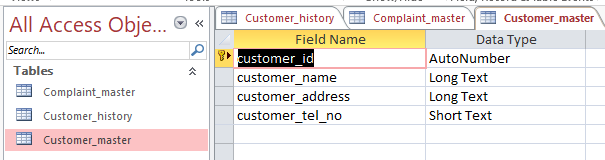 All Access Obje...
Search...
Tables
Complaint_master
Customer_history
Customer_master
Customer_history Complaint_master Customer_master
Field Name Data Type
customer_id AutoNumber
customer_name Long Text
customer_address Long Text
customer_tel_no Short Text